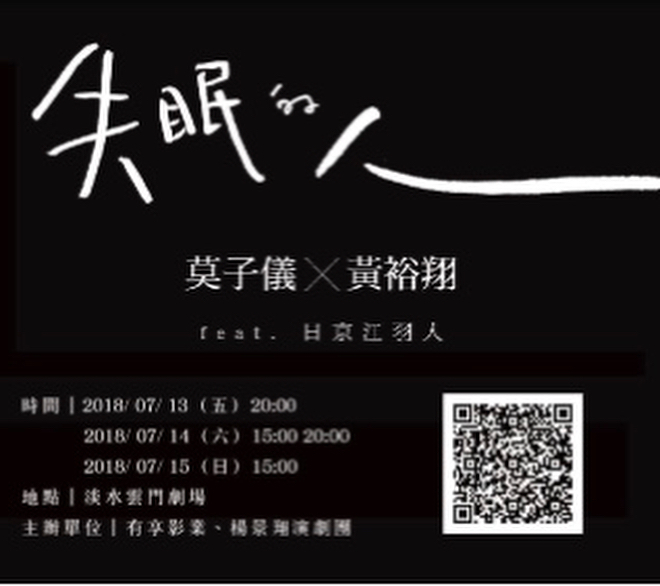 失眠的人
莫子儀╳黃裕翔
feat. 日京江羽人
時間 | 2018/ 07/ 13（五）20:00
2018/ 07/ 14（六）15:00 20:00
2018/ 07/ 15（日）15:00
地點 | 淡水雲門劇場
主辦單位 | 有享影業、楊景翔演劇團